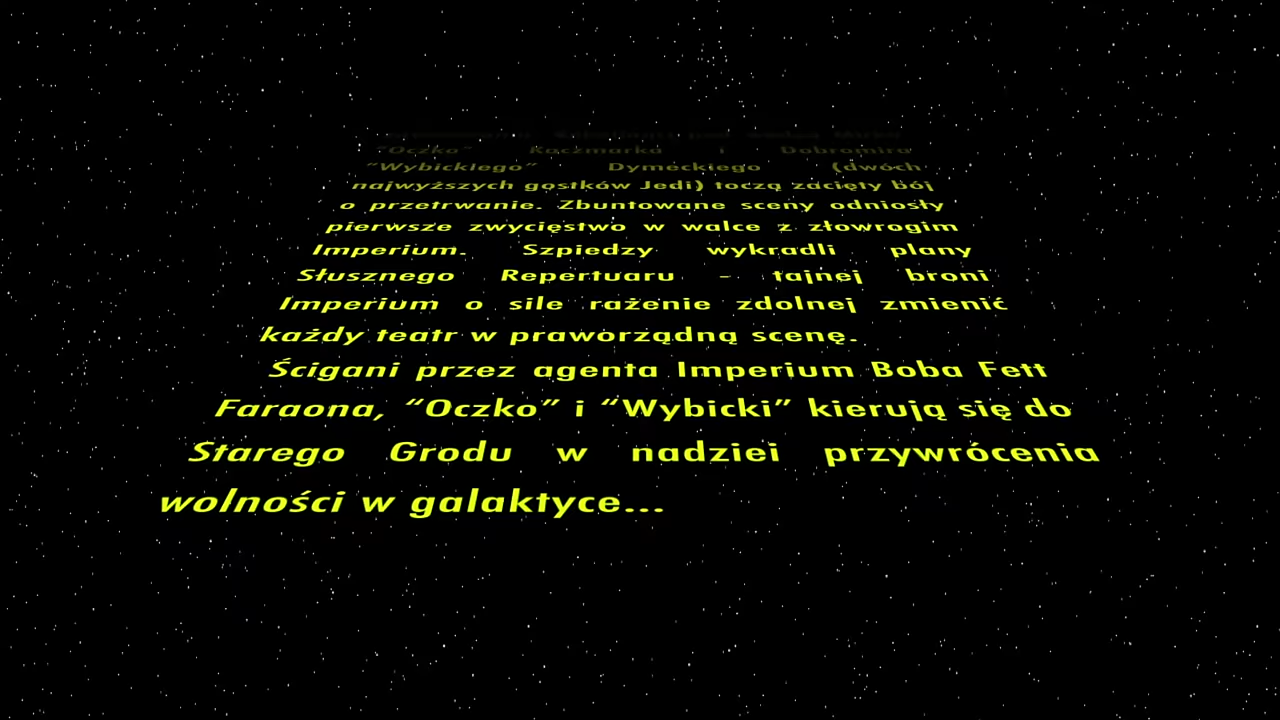 "Oczko" Kaczmarka i Dobromira
"Wybickiego" Dymeckiego (dwóch
najwyższych gostków Jedi) toczą zacięty bój
o przetrwanie. Zbuntowane sceny odniosły
pierwsze zwycięstwo w walce z złowrogim
Imperium. Szpiedzy wykradli plany
Słusznego Repertuaru - tajnej broni
Imperium o sile rażenie zdolnej zmienić
każdy teatr w praworządną scenę.
Ścigani przez agenta Imperium Boba Fett
Faraona, "Oczko" i "Wybicki" kierują się do
Starego Grodu w nadziei przywrócenia
wolności w galaktyce...